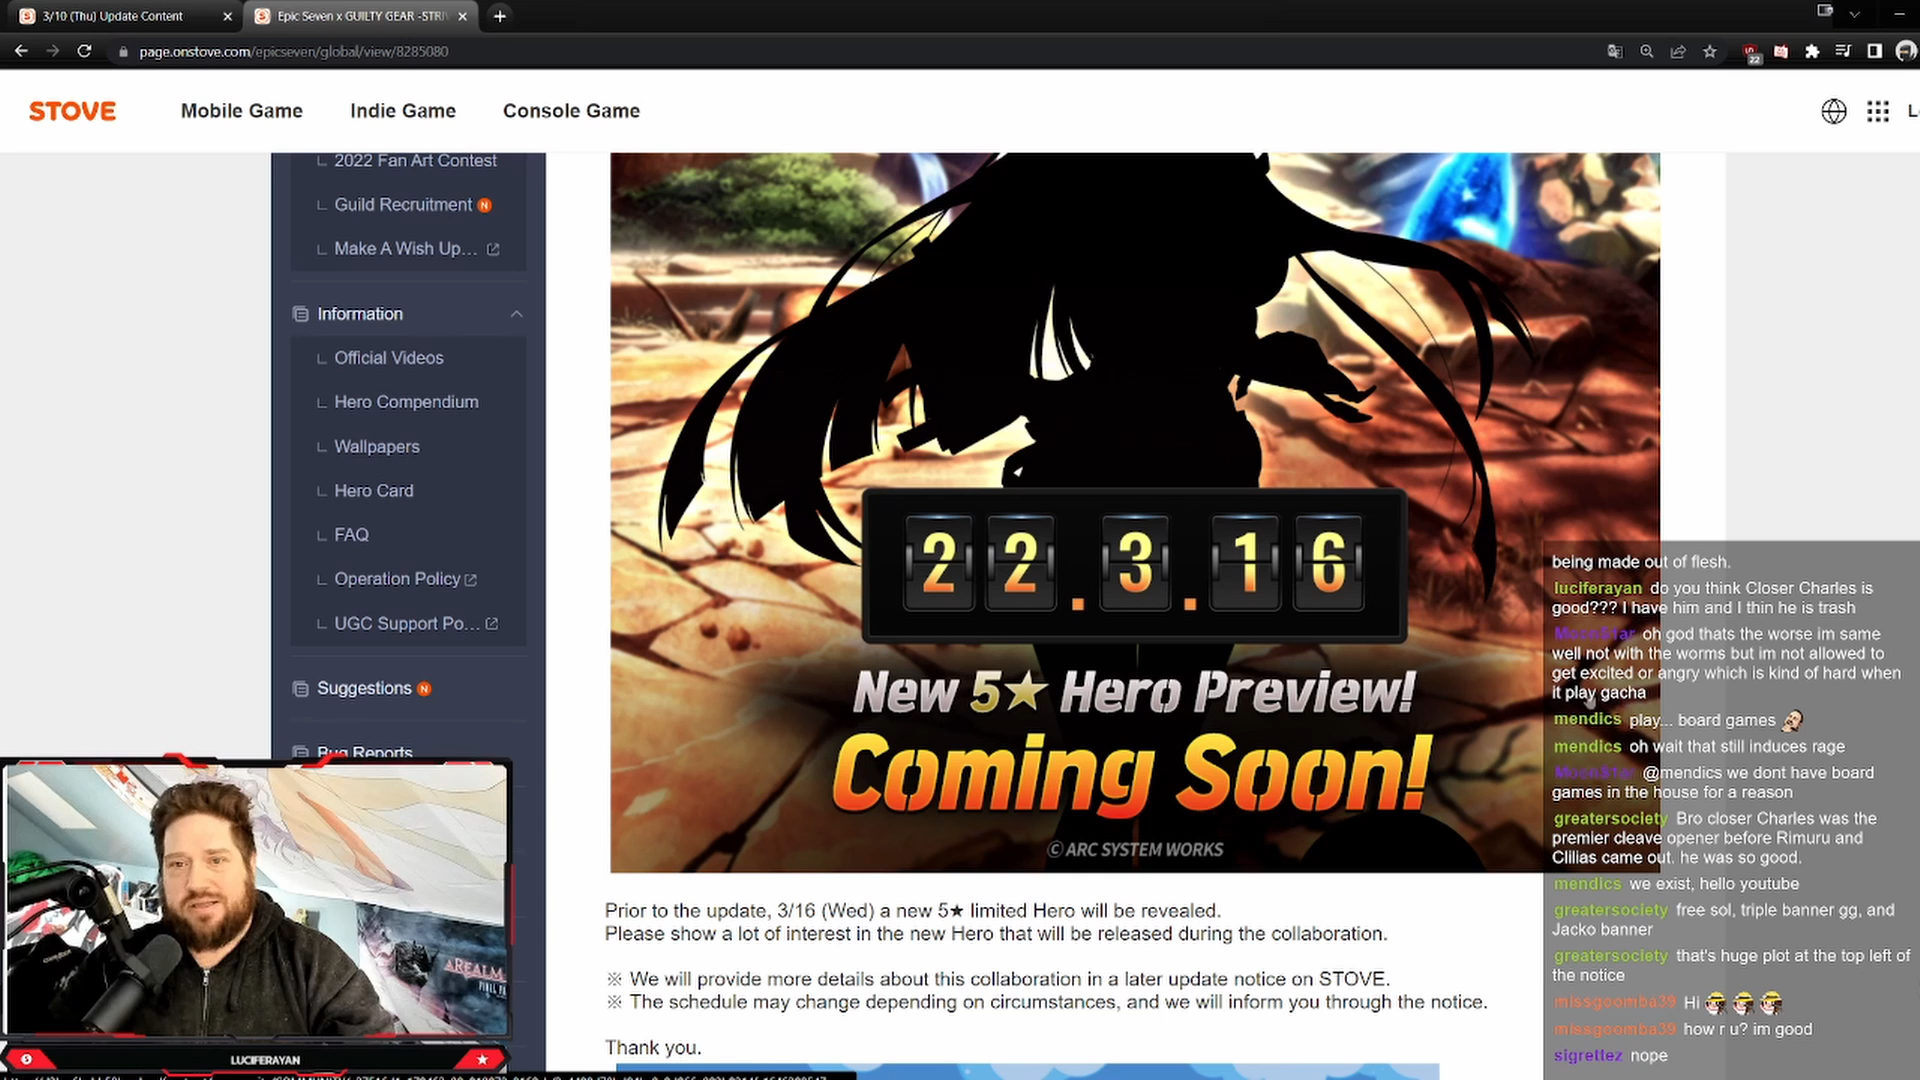 3/10 (Thu) Update Content
Epic Seven x GUILTY GEAR -STRI
page.onstove.com/epicseven/global/view/8285080
22
STOVE
Mobile Game
Indie Game
Console Game
2022 Fan Art Contest
Guild Recruitment N
Make A Wish Up...
Information
Official Videos
Hero Compendium
Wallpapers
Hero Card
FAQ
Operation Policy
UGC Support Po...
Suggestions N
Bug Reports
22.3.16
New 5★ Hero Preview!
Coming Soon!
© ARC SYSTEM WORKS
Prior to the update, 3/16 (Wed) a new 5★ limited Hero will be revealed.
Please show a lot of interest in the new Hero that will be released during the collaboration.
※ We will provide more details about this collaboration in a later update notice on STOVE.
※ The schedule may change depending on circumstances, and we will inform you through the notice.
Thank you.
being made out of flesh.
luciferayan do you think Closer Charles is
good??? I have him and I thin he is trash
oh god thats the worse im same
well not with the worms but im not allowed to
get excited or angry which is kind of hard when
it play gacha
mendics play... board games
mendics oh wait that still induces rage
@mendics we dont have board
games in the house for a reason
greatersociety Bro closer Charles was the
premier cleave opener before Rimuru and
Cllias came out. he was so good.
mendics we exist, hello youtube
greatersociety free sol, triple banner gg, and
Jacko banner
greatersociety that's huge plot at the top left of
the notice
missgoomba39 Hi
missgoomba39 how r u? im good
sigrettez nope
AREALM
FINAL
LUCIFERAYAN